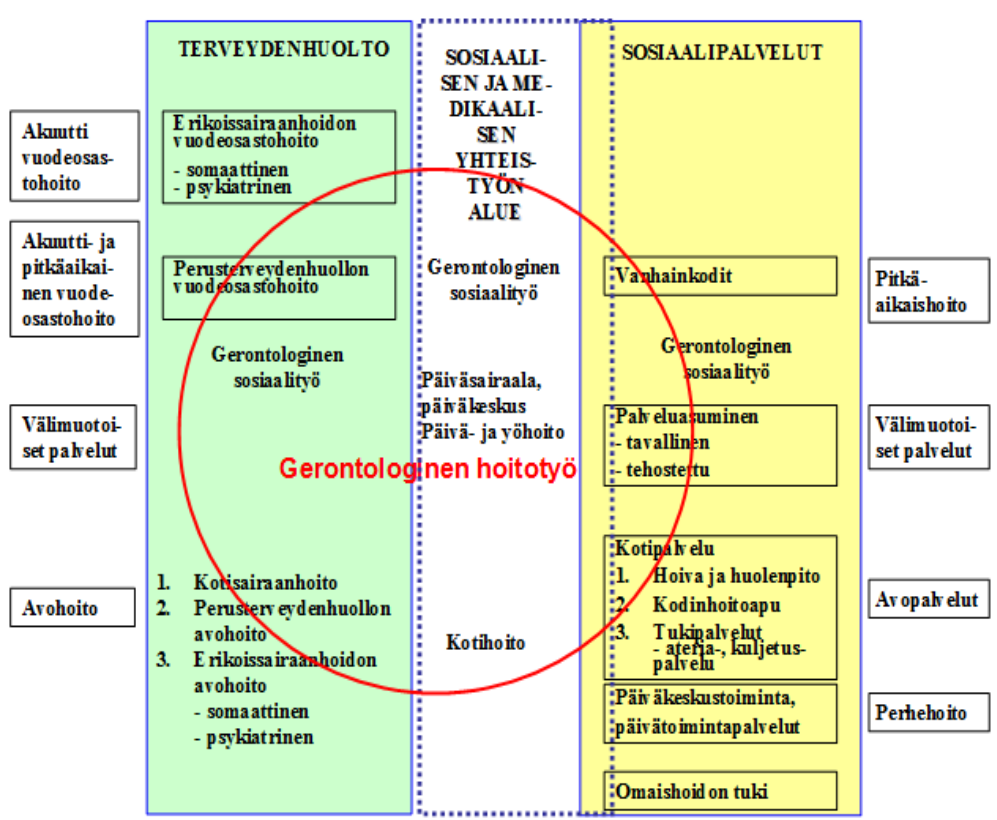 TERVEYDENHUOLTO
SOSIAALI-
SEN JA ME-
DIKAALI-
SEN
YHTEIS-
TYÖN
ALUE
SOSIAALIPALVELUT
Akuutti
vuodeosas-
tohoito
Erikoissairaanhoidon
vuodeosastohoito
- somaattinen
- psykiatrinen
Akuutti- ja
pitkäaikai-
nen vuode-
osastohoito
Perusterveydenhuollon
vuodeosastohoito
Gerontologinen
sosiaalityö
Vanhainkodit
Pitkä-
aikaishoito
Gerontologinen
sosiaalityö
Gerontologinen
sosiaalityö
Päiväsairaala,
päiväkeskus
Päivä- ja yöhoito
Välimuotoi-
set palvelut
Palveluasuminen
- tavallinen
- tehostettu
Välimuotoi-
set palvelut
Gerontologinen hoitotyö
Avohoito
1. Kotisairaanhoito
2. Perusterveydenhuollon
avohoito
3. Erikoissairaanhoidon
avohoito
- somaattinen
- psykiatrinen
Kotihoito
Kotipalvelu
1. Hoiva ja huolenpito
2. Kodinhoitoapu
3. Tukipalvelut
- ateria-, kuljetus-
palvelu
Avopalvelut
Päiväkeskustoiminta,
päivätoimintapalvelut
Perhehoito
Omaishoidon tuki